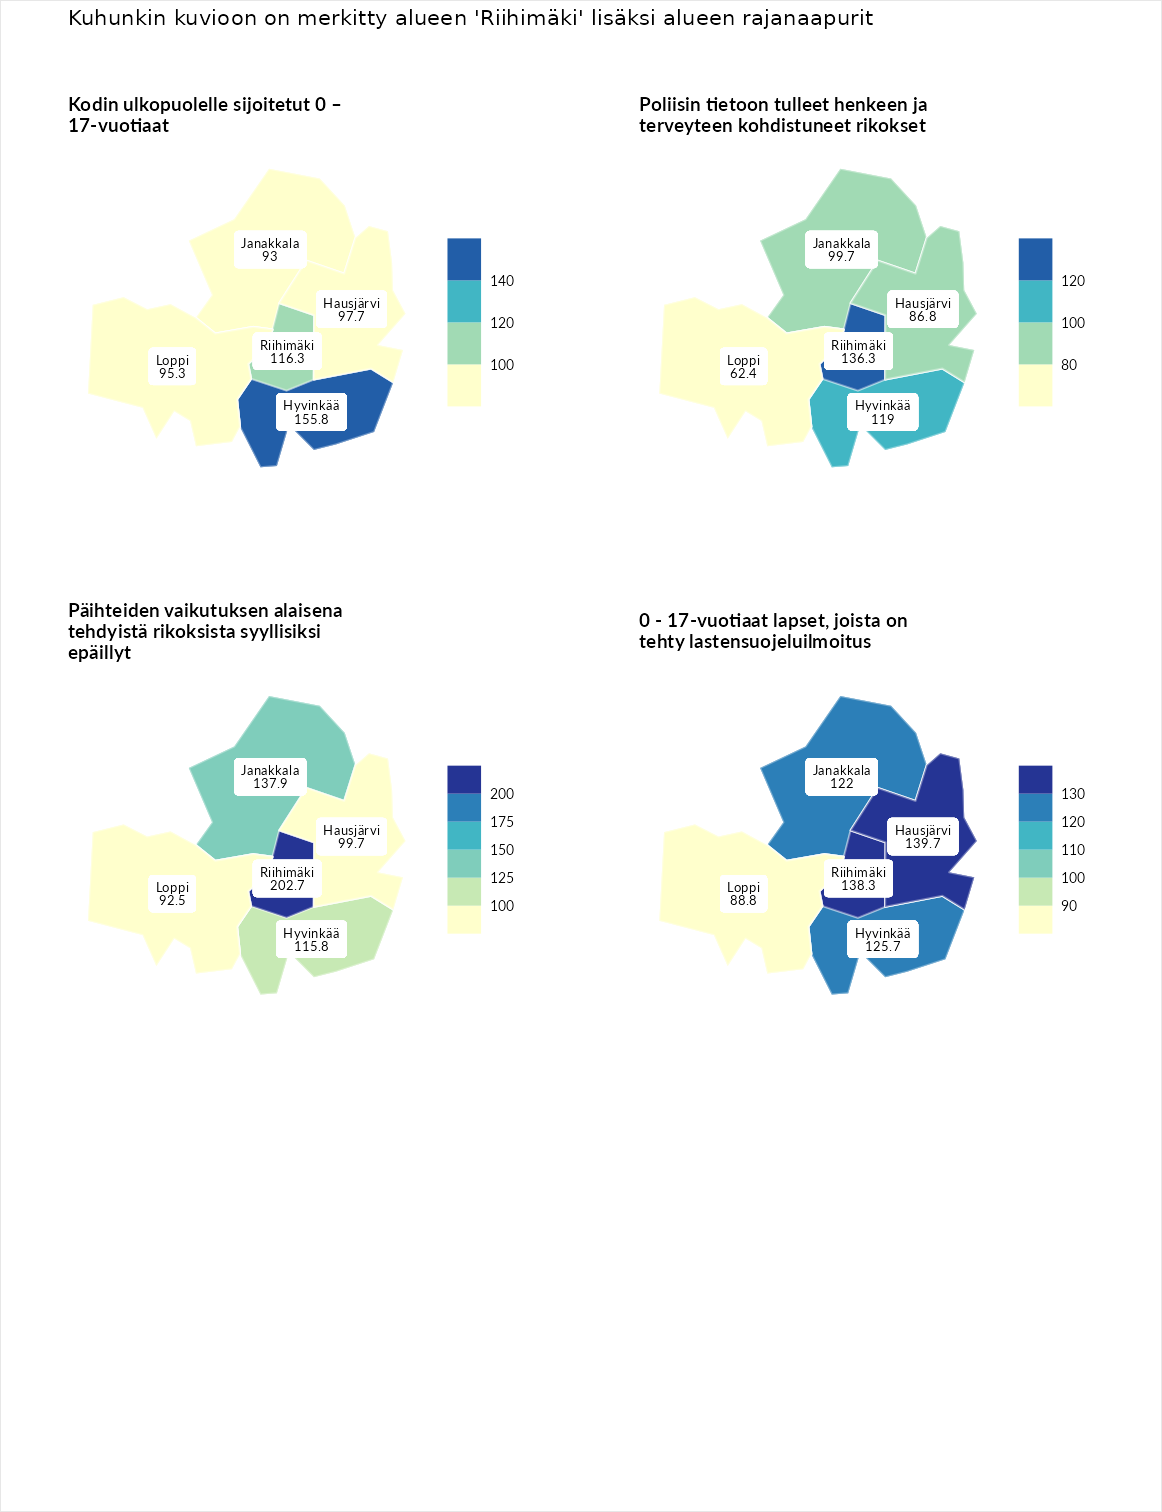 Kuhunkin kuvioon on merkitty alueen 'Riihimäki' lisäksi alueen rajanaapurit
Kodin ulkopuolelle sijoitetut 0 –
17-vuotiaat
Janakkala
93
Hausjärvi
97.7
Riihimäki
116.3
Loppi
95.3
Hyvinkää
155.8
140
120
100
Poliisin tietoon tulleet henkeen ja
terveyteen kohdistuneet rikokset
Janakkala
99.7
Hausjärvi
86.8
Riihimäki
136.3
Loppi
62.4
Hyvinkää
119
120
100
80
Päihteiden vaikutuksen alaisena
tehdyistä rikoksista syyllisiksi
epäillyt
Janakkala
137.9
Hausjärvi
99.7
Riihimäki
202.7
Loppi
92.5
Hyvinkää
115.8
200
175
150
125
100
0 - 17-vuotiaat lapset, joista on
tehty lastensuojeluilmoitus
Janakkala
122
Hausjärvi
139.7
Riihimäki
138.3
Loppi
88.8
Hyvinkää
125.7
130
120
110
100
90